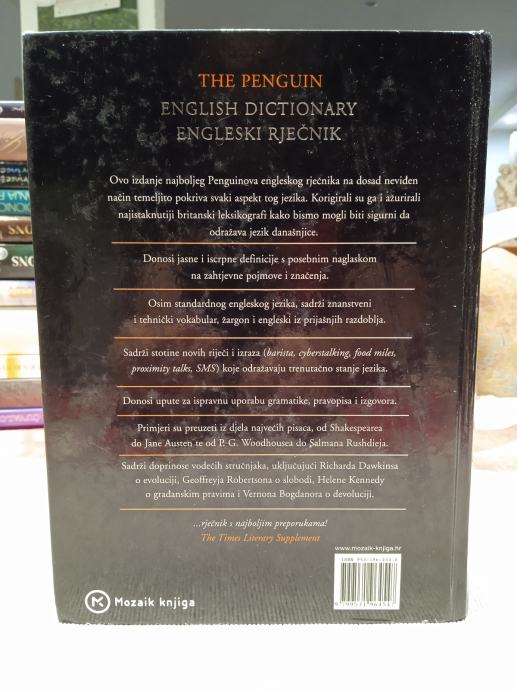 THE PENGUIN
ENGLISH DICTIONARY
ENGLESKI RJEČNIK
Ovo izdanje najboljeg Penguinova engleskog rječnika na dosad neviđen
način temeljito pokriva svaki aspekt tog jezika. Korigirali su ga i ažurirali
najistaknutiji britanski leksikografi kako bismo mogli biti sigurni da
odražava jezik današnjice.
Donosi jasne i iscrpne definicije s posebnim naglaskom
na zahtjevne pojmove i značenja.
Osim standardnog engleskog jezika, sadrži znanstveni
i tehnički vokabular, žargon i engleski iz prijašnjih razdoblja.
Sadrži stotine novih riječi i izraza (barista, cyberstalking, food miles,
proximity talks, SMS) koje odražavaju trenutačno stanje jezika.
Donosi upute za ispravnu uporabu gramatike, pravopisa i izgovora.
Primjeri su preuzeti iz djela najvećih pisaca, od Shakespearea
do Jane Austen te od P. G. Woodhousea do Salmana Rushdieja.
Sadrži doprinose vodećih stručnjaka, uključujući Richarda Dawkinsa
o evoluciji, Geoffreyja Robertsona o slobodi, Helene Kennedy
o građanskim pravima i Vernona Bogdanora o devoluciji.
...rječnik s najboljim preporukama!
The Times Literary Supplement
www.mozaik-knjiga.hr
Mozaik knjiga